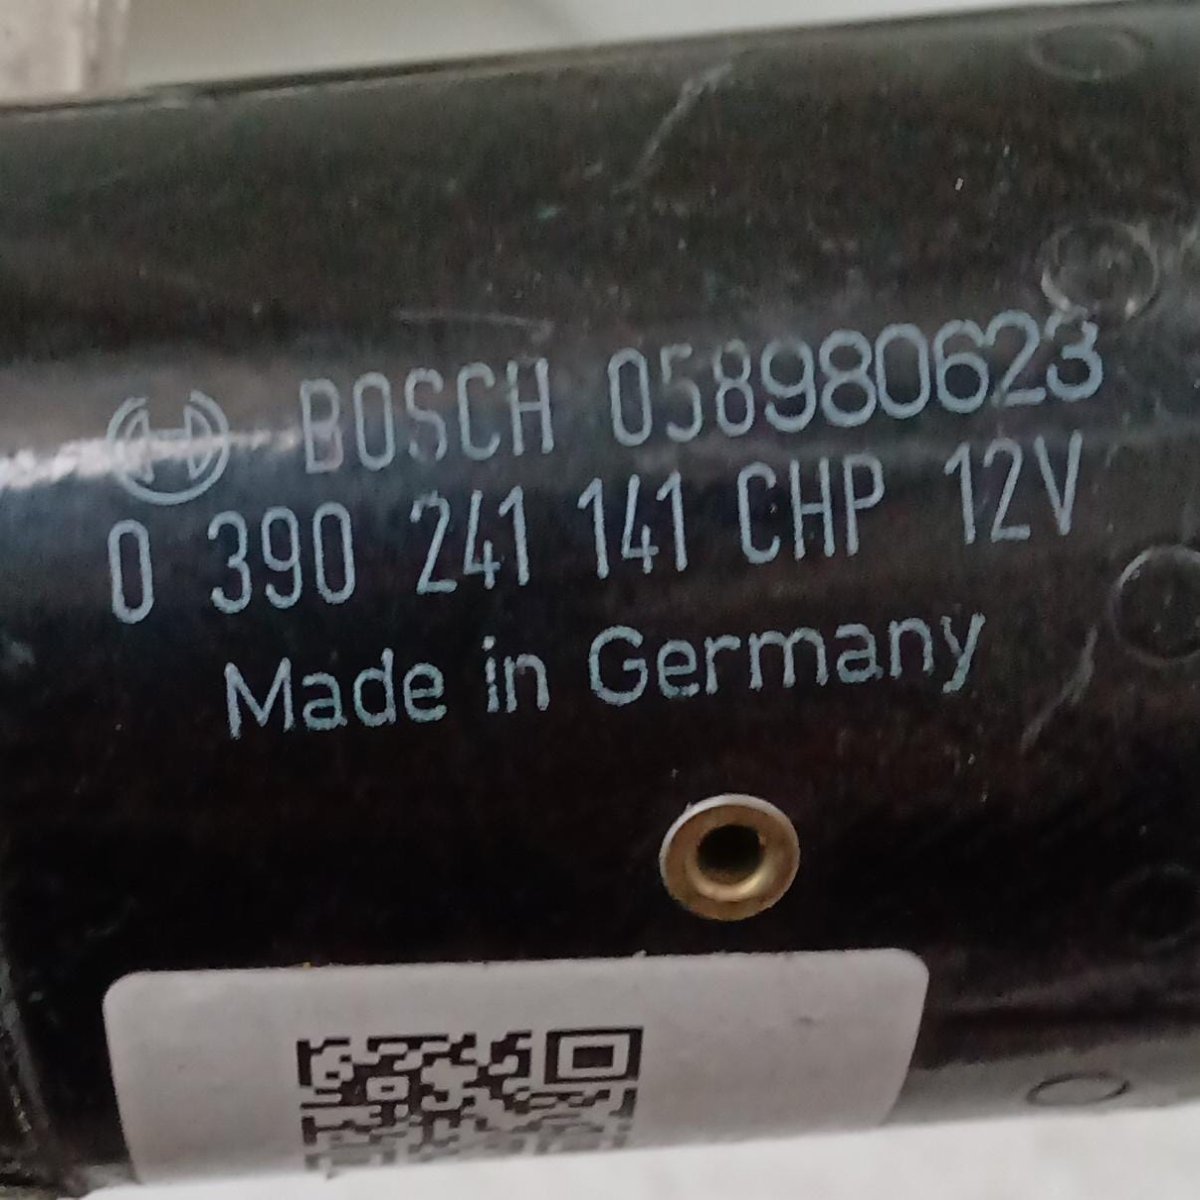 BOSCH 058980623
0 390 241 141 CHP 12V
Made in Germany